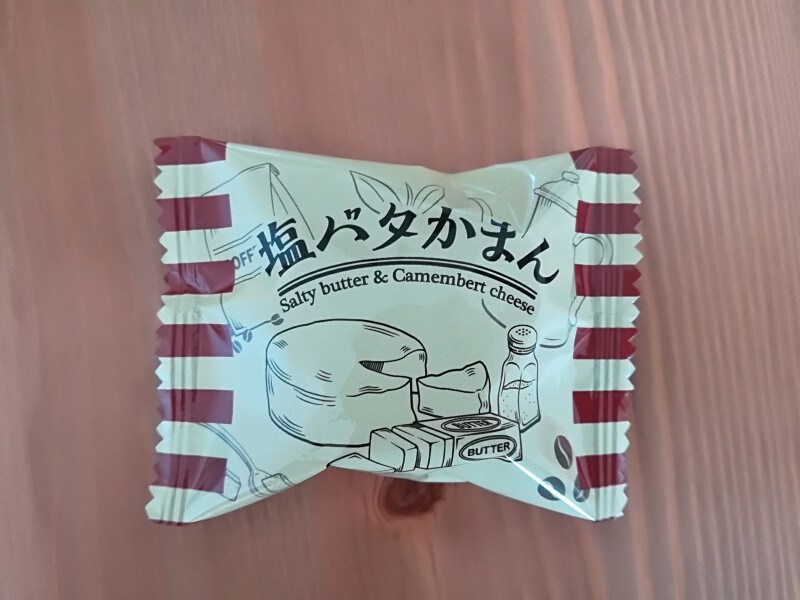 塩バタかまん
Salty butter & Camembert cheese
BUTTER
BUTTER